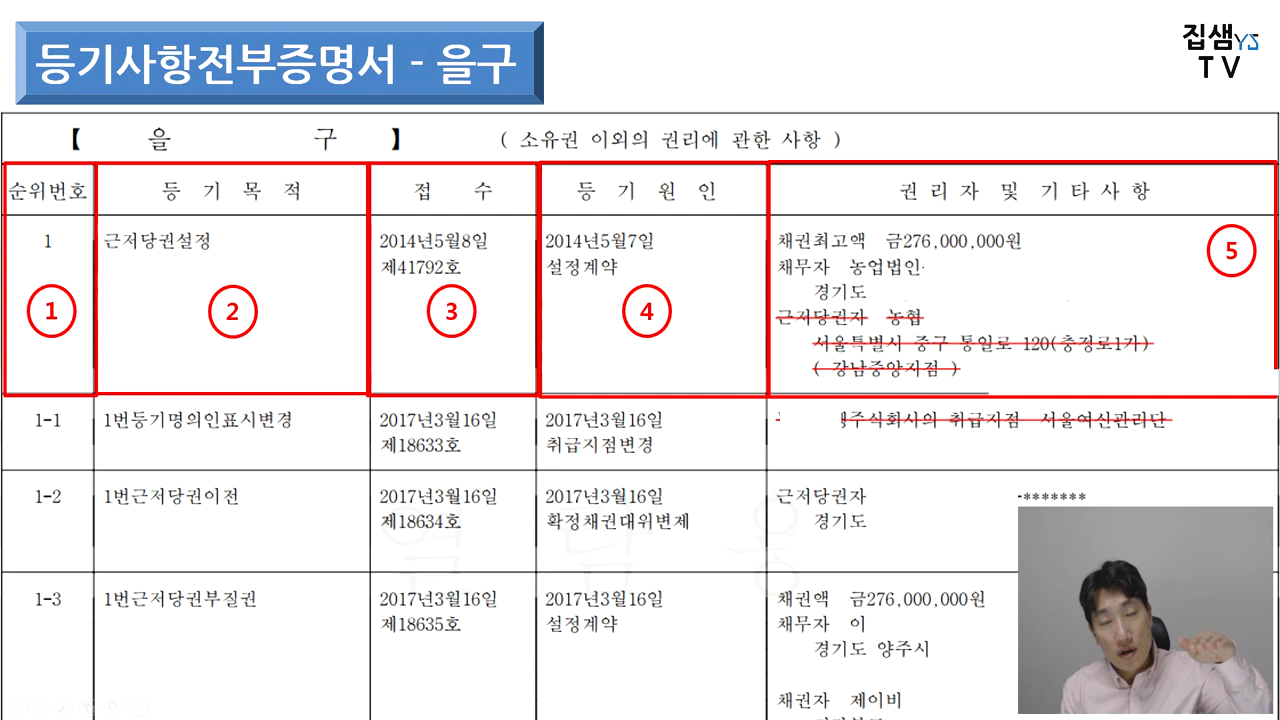 등기사항전부증명서 - 을구
집샘YS
TV
【 을 구 】 ( 소유권 이외의 권리에 관한 사항 )
순위번호 등 기 목 적 접 수 등 기 원 인 권 리 자 및 기 타 사 항
1 근저당권설정 2014년5월8일 2014년5월7일 채권최고액 금276,000,000원
제41792호 설정계약 채무자 농업법인
경기도
근저당권자 농협
서울특별시 중구 통일로 120(충정로1가)
( 강남중앙지점 )
1 2 3 4 5
1-1 1번등기명의인표시변경 2017년3월16일 2017년3월16일 주식회사의 취급지점 서울여신관리단
제18633호 취급지점변경
1-2 1번근저당권이전 2017년3월16일 2017년3월16일 근저당권자 -*******
제18634호 확정채권대위변제 경기도
1-3 1번근저당권부질권 2017년3월16일 2017년3월16일 채권액 금276,000,000원
제18635호 설정계약 채무자 이
경기도 양주시
채권자 제이비
열 람 용